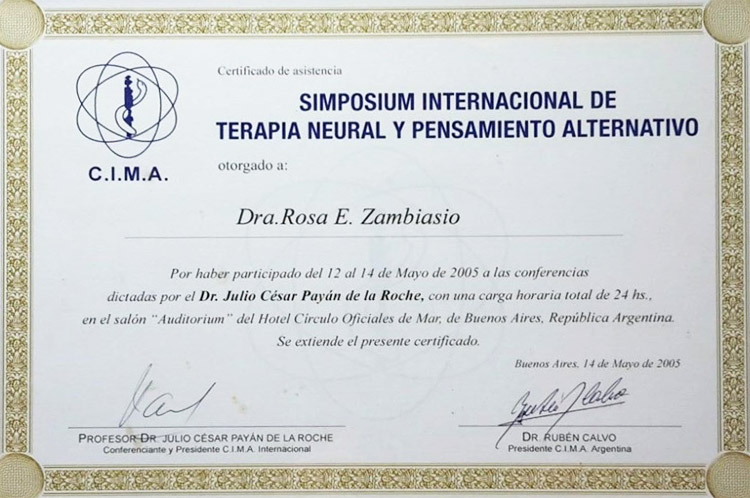 Certificado de asistencia
SIMPOSIUM INTERNACIONAL DE
TERAPIA NEURAL Y PENSAMIENTO ALTERNATIVO
C.I.M.A.
otorgado a:
Dra.Rosa E. Zambiasio
Por haber participado del 12 al 14 de Mayo de 2005 a las conferencias
dictadas por el Dr. Julio César Payán de la Roche, con una carga horaria total de 24 hs.,
en el salón "Auditorium" del Hotel Círculo Oficiales de Mar, de Buenos Aires, República Argentina.
Se extiende el presente certificado.
Buenos Aires, 14 de Mayo de 2005
PROFESOR DR. JULIO CÉSAR PAYÁN DE LA ROCHE
Conferenciante y Presidente C.I.M.A. Internacional
DR. RUBÉN CALVO
Presidente C.I.M.A. Argentina